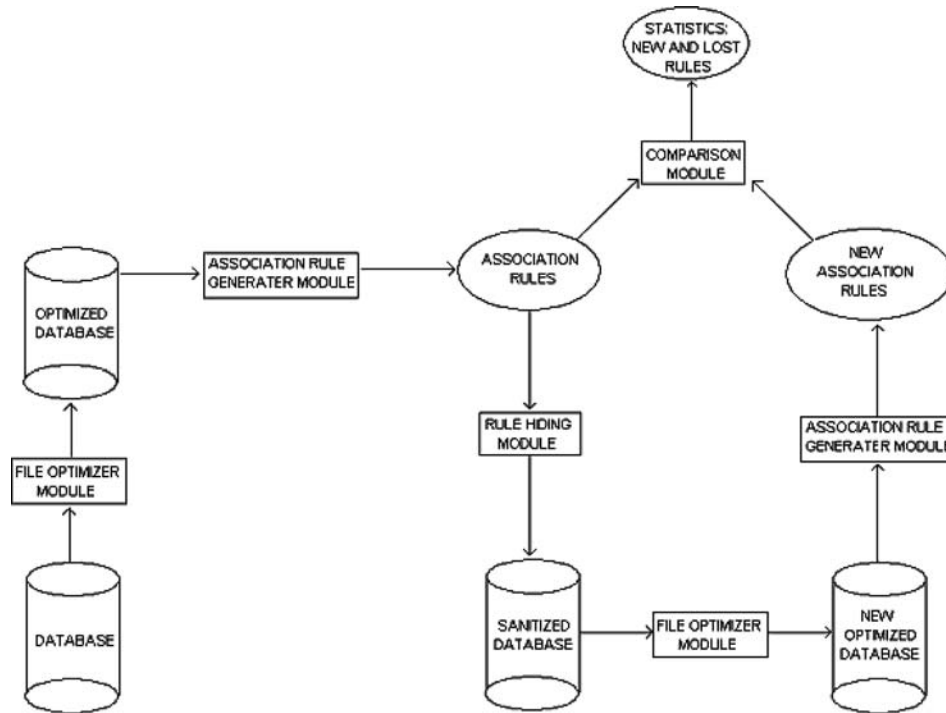 STATISTICS:
NEW AND LOST
RULES
COMPARISON
MODULE
ASSOCIATION RULE
GENERATER MODULE
ASSOCIATION
RULES
NEW
ASSOCIATION
RULES
OPTIMIZED
DATABASE
RULE HIDING
MODULE
ASSOCIATION RULE
GENERATER MODULE
FILE OPTIMIZER
MODULE
DATABASE
SANITIZED
DATABASE
FILE OPTIMIZER
MODULE
NEW
OPTIMIZED
DATABASE